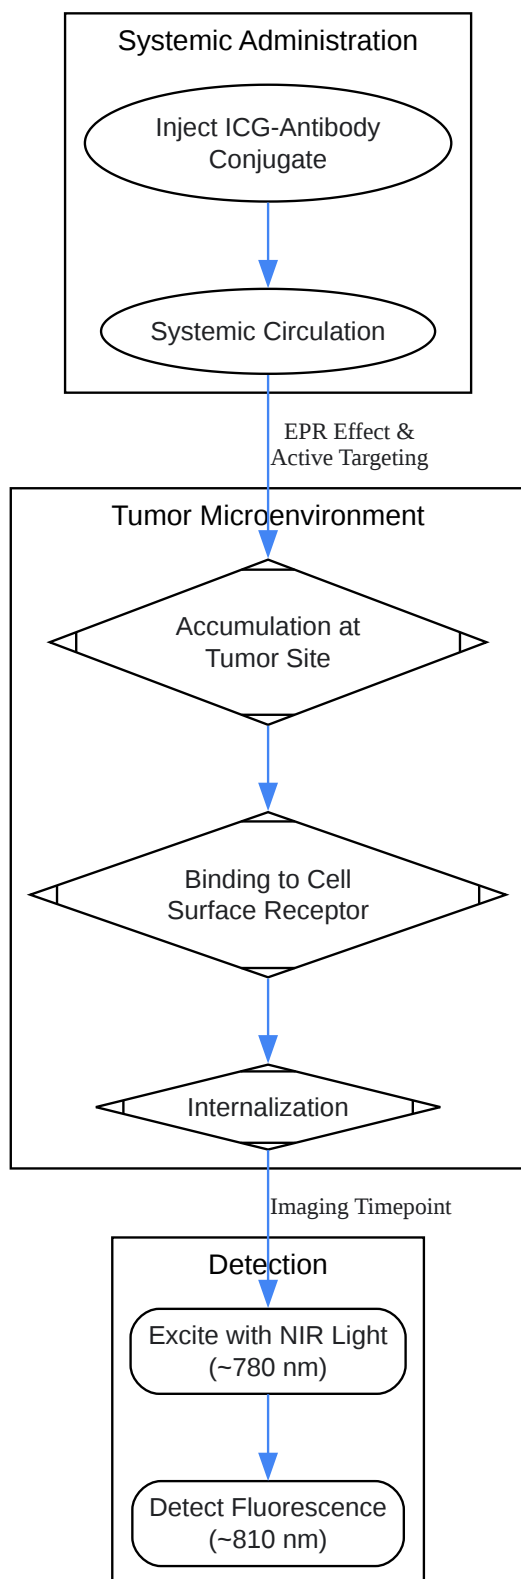 Systemic Administration
Inject ICG-Antibody
Conjugate
Systemic Circulation
EPR Effect &
Active Targeting
Tumor Microenvironment
Accumulation at
Tumor Site
Binding to Cell
Surface Receptor
Internalization
Imaging Timepoint
Detection
Excite with NIR Light
(~780 nm)
Detect Fluorescence
(~810 nm)